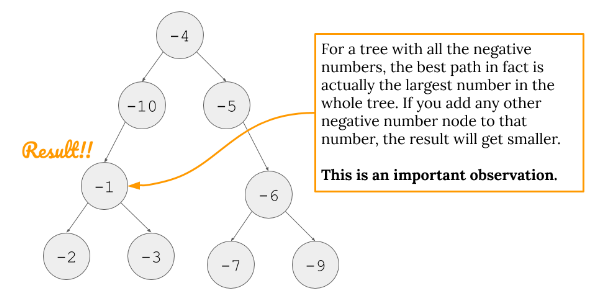 -4
For a tree with all the negative
numbers, the best path in fact is
actually the largest number in the
whole tree. If you add any other
negative number node to that
number, the result will get smaller.
This is an important observation.
-10
-5
Result!!
-1
-6
-2
-3
-7
-9